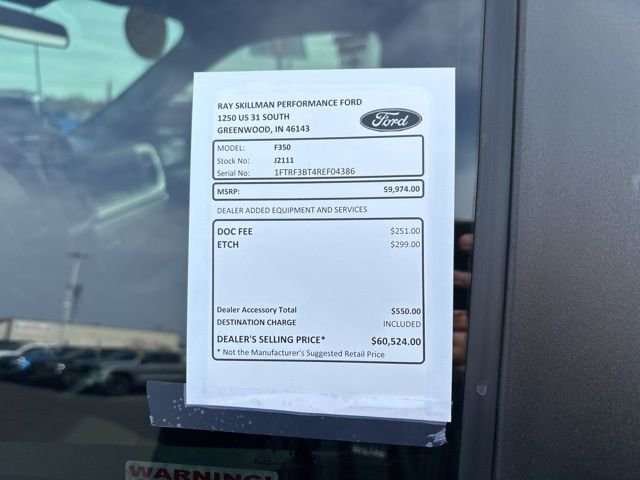 RAY SKILLMAN PERFORMANCE FORD
1250 US 31 SOUTH
GREENWOOD, IN 46143
Ford
MODEL: F350
Stock No: J2111
Serial No: 1FTRF3BT4REF04386
MSRP: 59,974.00
DEALER ADDED EQUIPMENT AND SERVICES
DOC FEE $251.00
ETCH $299.00
Dealer Accessory Total $550.00
DESTINATION CHARGE INCLUDED
DEALER'S SELLING PRICE* $60,524.00
* Not the Manufacturer's Suggested Retail Price
WARNING!